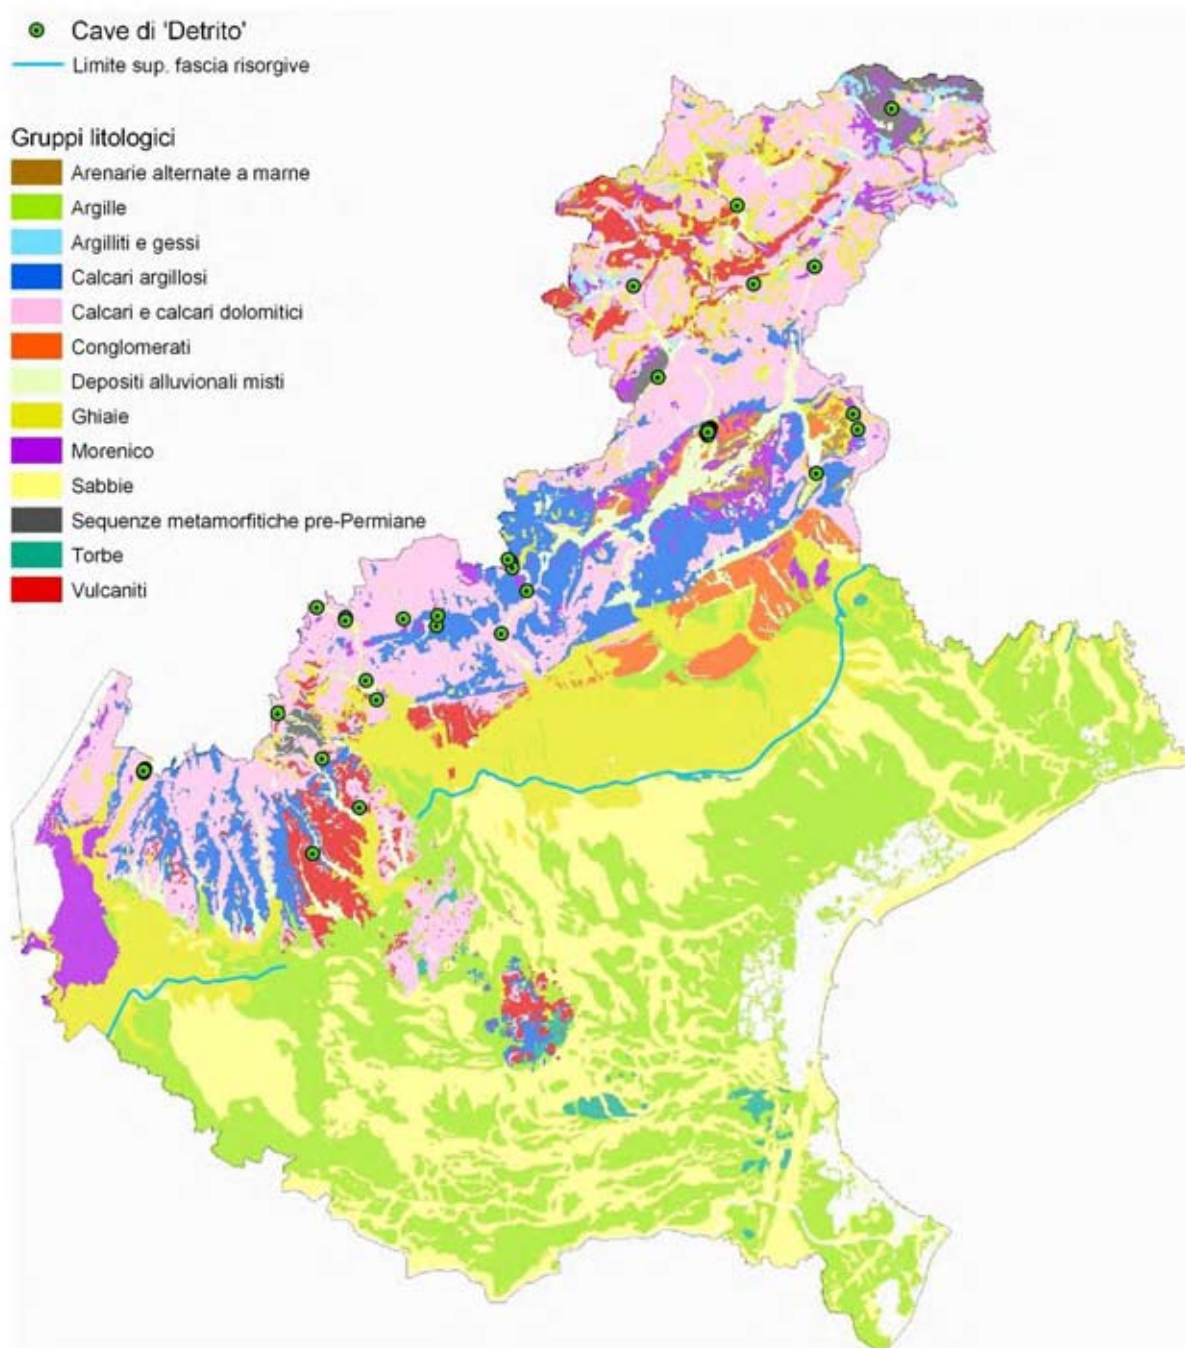 Cave di 'Detrito'
Limite sup. fascia risorgive
Gruppi litologici
Arenarie alternate a marne
Argille
Argilliti e gessi
Calcari argillosi
Calcari e calcari dolomitici
Conglomerati
Depositi alluvionali misti
Ghiaie
Morenico
Sabbie
Sequenze metamorfitiche pre-Permiane
Torbe
Vulcaniti